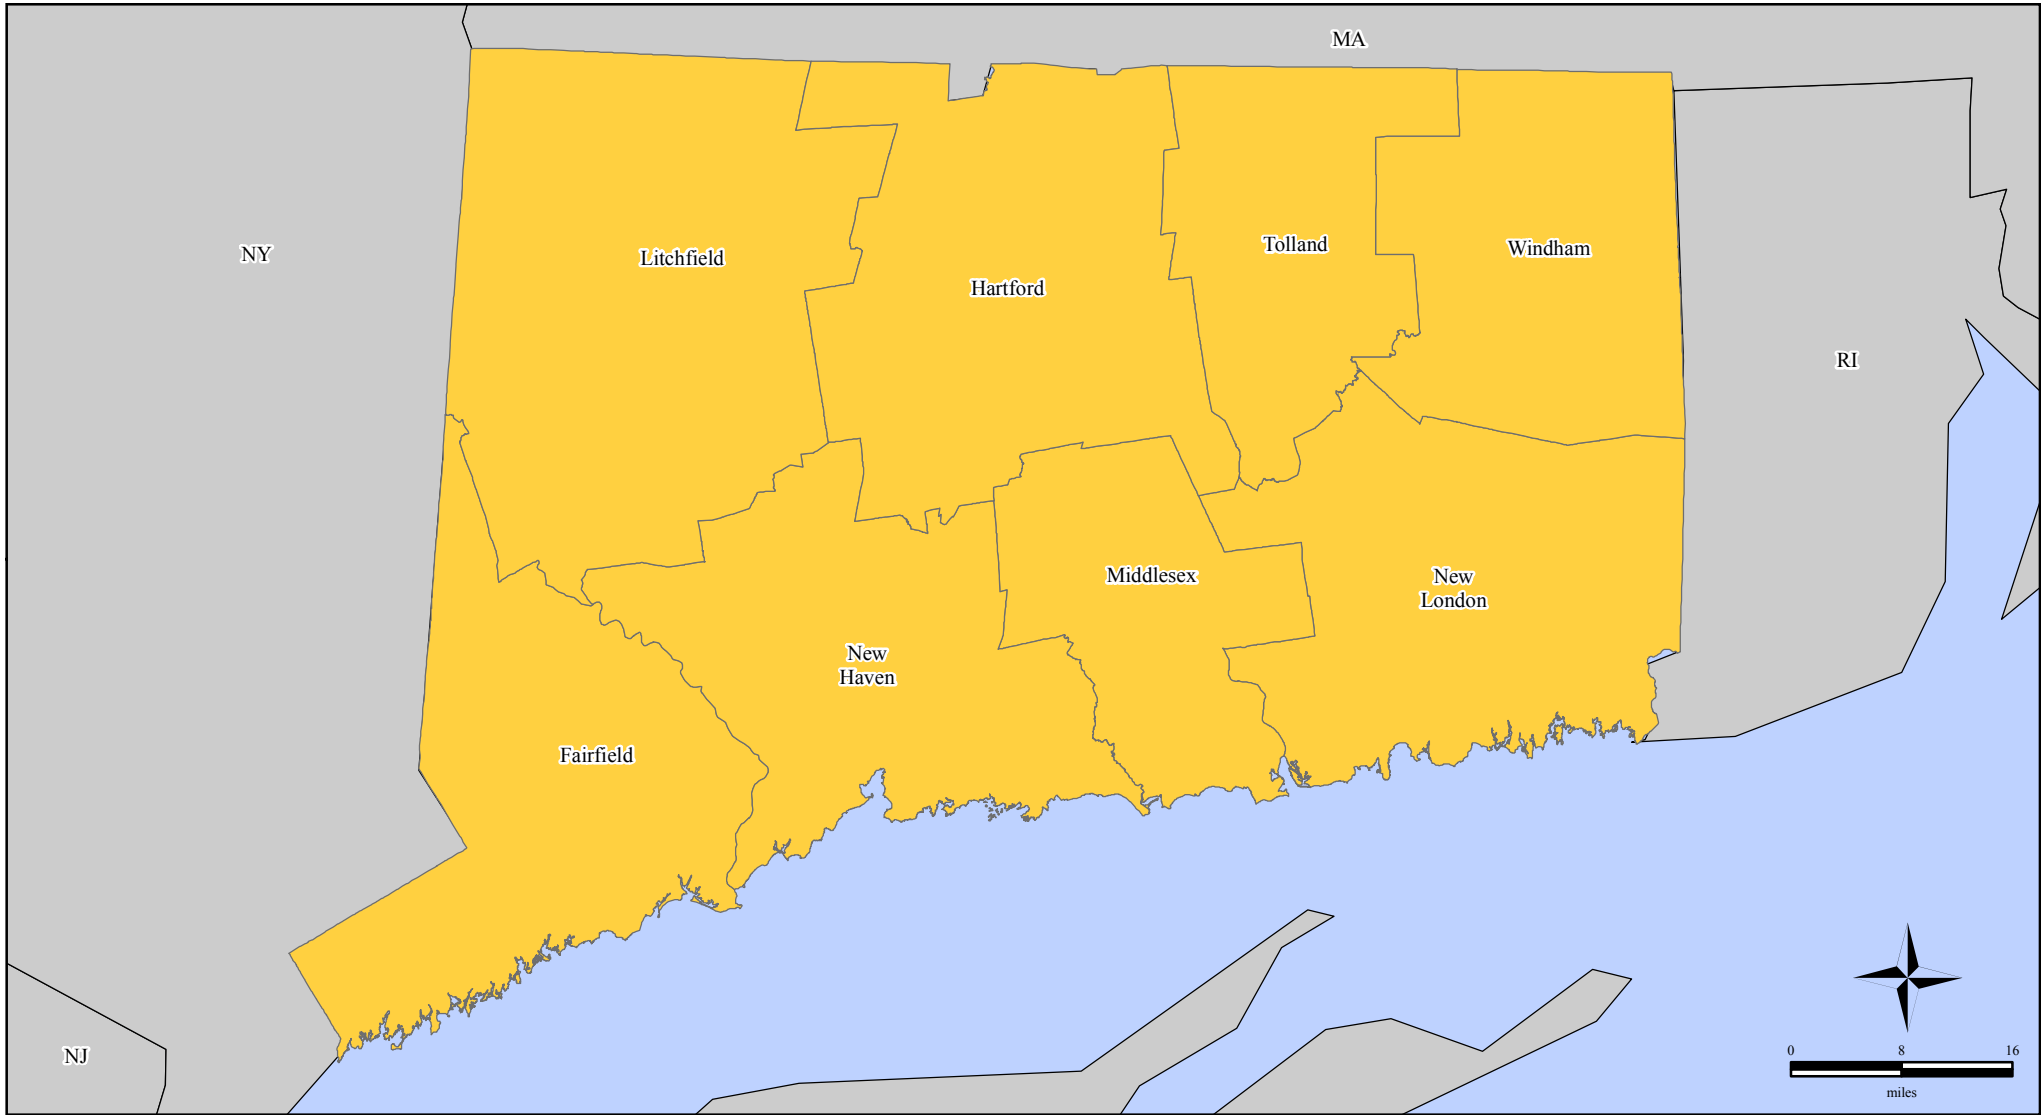 MA
NY
Litchfield
Hartford
Tolland
Windham
RI
Middlesex
New
London
New
Haven
Fairfield
NJ
0 8 16
miles